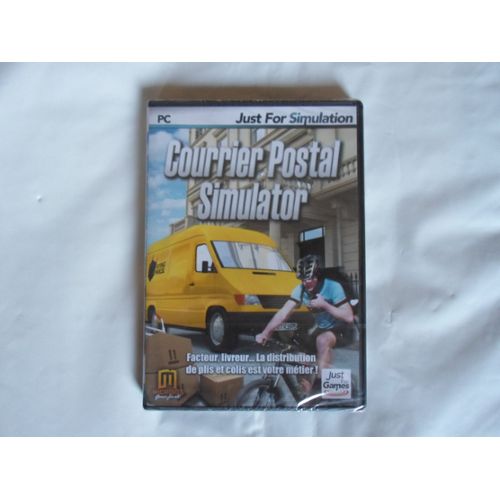 PC
Just For Simulation
Courrier Postal
Simulator
Facteur, livreur... La distribution
de plis et colis est votre métier !
Just
Games